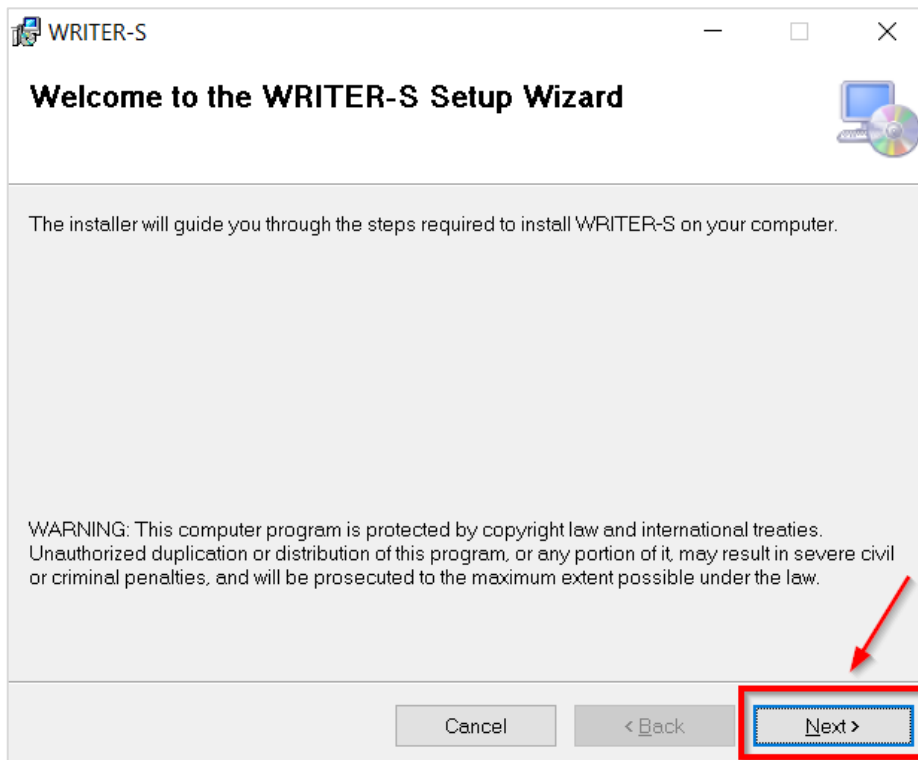 WRITER-S
Welcome to the WRITER-S Setup Wizard
The installer will guide you through the steps required to install WRITER-S on your computer.
WARNING: This computer program is protected by copyright law and international treaties.
Unauthorized duplication or distribution of this program, or any portion of it, may result in severe civil
or criminal penalties, and will be prosecuted to the maximum extent possible under the law.
Cancel < Back Next >